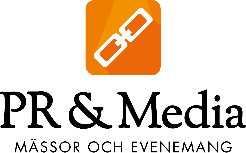 PR & Media
MÄSSOR OCH EVENEMANG